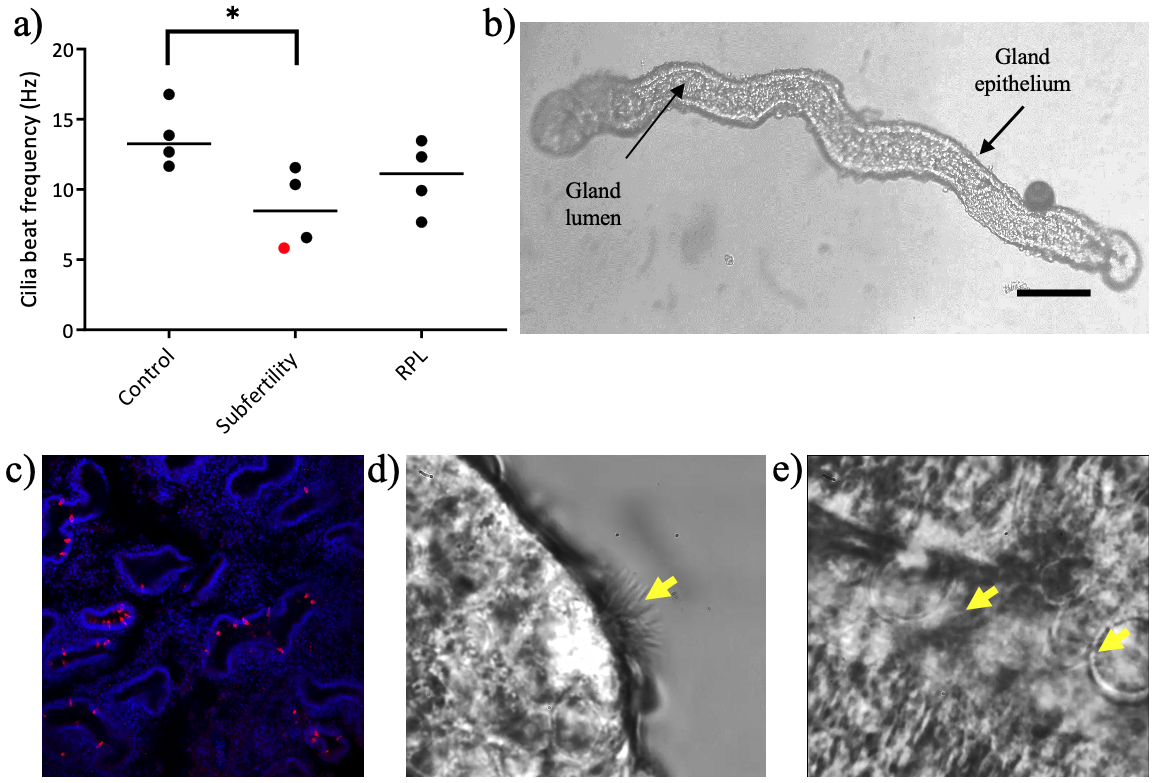 a)
*
20
15
10
5
0
Cilia beat frequency (Hz)
Control
Subfertility
RPL
b)
Gland
epithelium
Gland
lumen
c)
d)
e)